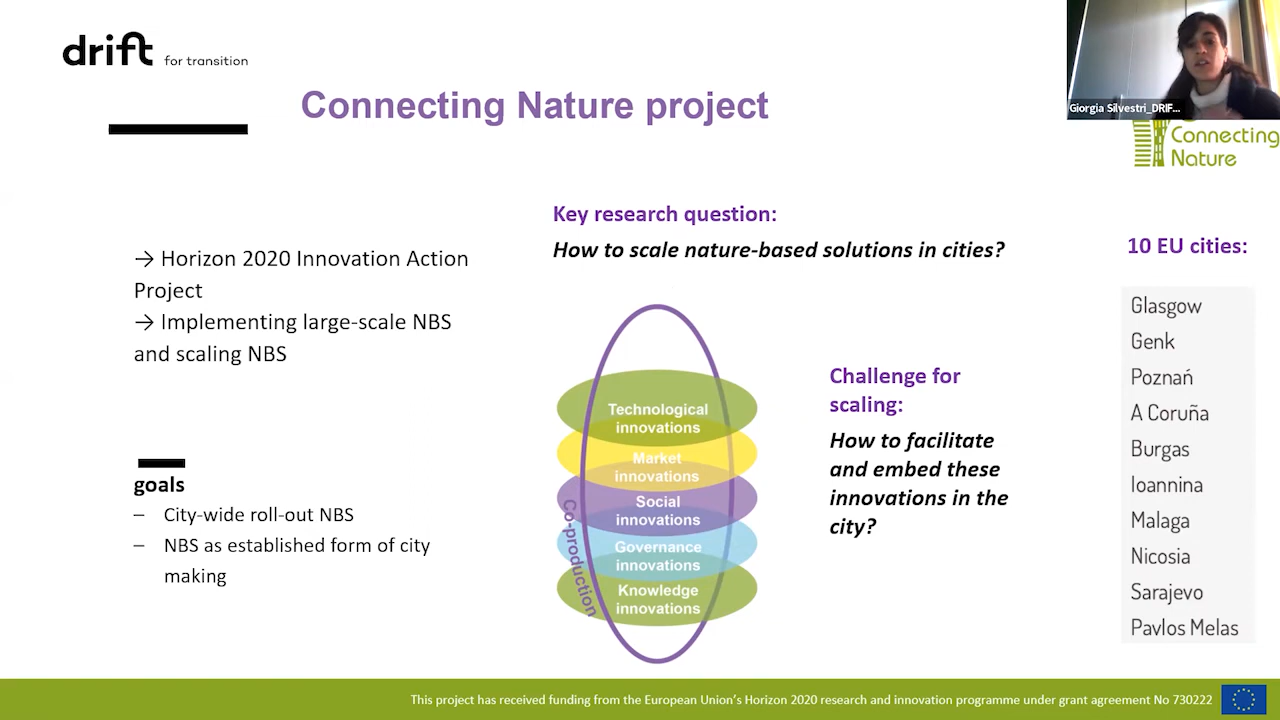 drift for transition
Giorgia Silvestri_DRIF...
Connecting Nature project
Connecting
Nature
→ Horizon 2020 Innovation Action
Project
→ Implementing large-scale NBS
and scaling NBS
goals
– City-wide roll-out NBS
– NBS as established form of city
making
Key research question:
How to scale nature-based solutions in cities?
Technological
innovations
Market
innovations
Social
innovations
Governance
innovations
Knowledge
innovations
Co-production
Challenge for
scaling:
How to facilitate
and embed these
innovations in the
city?
10 EU cities:
Glasgow
Genk
Poznań
A Coruña
Burgas
Ioannina
Malaga
Nicosia
Sarajevo
Pavlos Melas
This project has received funding from the European Union's Horizon 2020 research and innovation programme under grant agreement No 730222